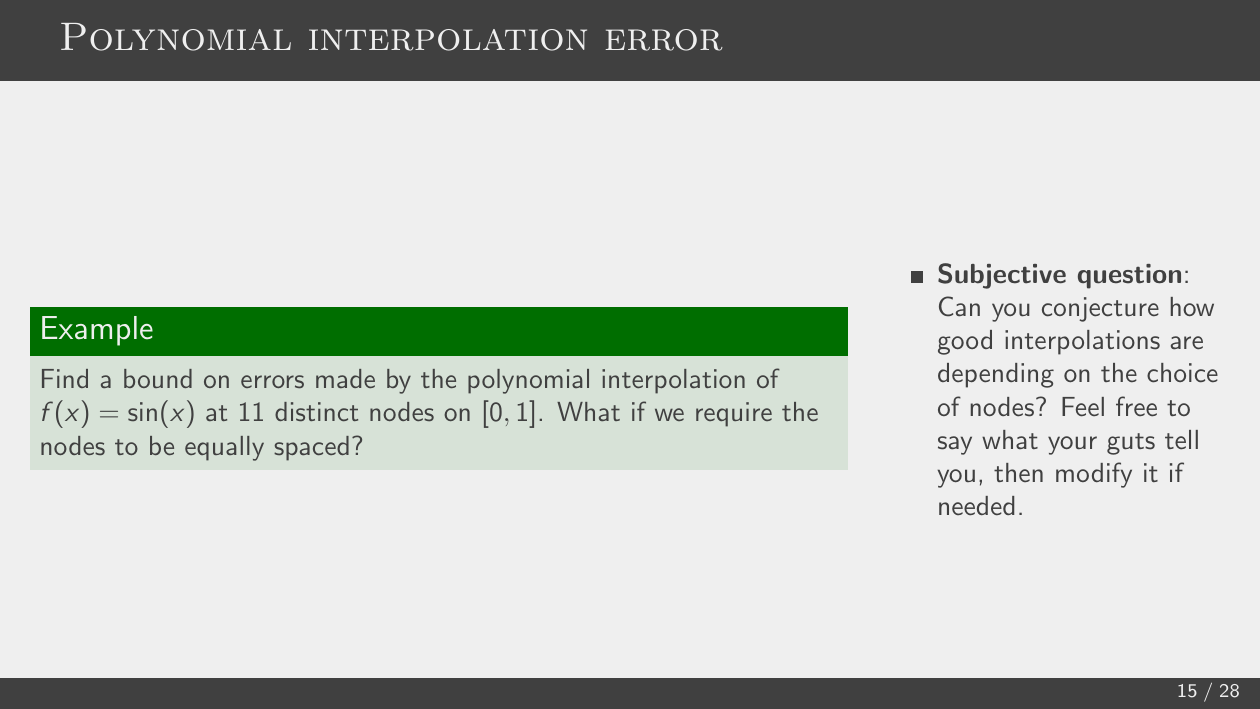 Polynomial interpolation error
Example
Find a bound on errors made by the polynomial interpolation of
f(x) = sin(x) at 11 distinct nodes on [0, 1]. What if we require the
nodes to be equally spaced?
Subjective question:
Can you conjecture how
good interpolations are
depending on the choice
of nodes? Feel free to
say what your guts tell
you, then modify it if
needed.
15 / 28